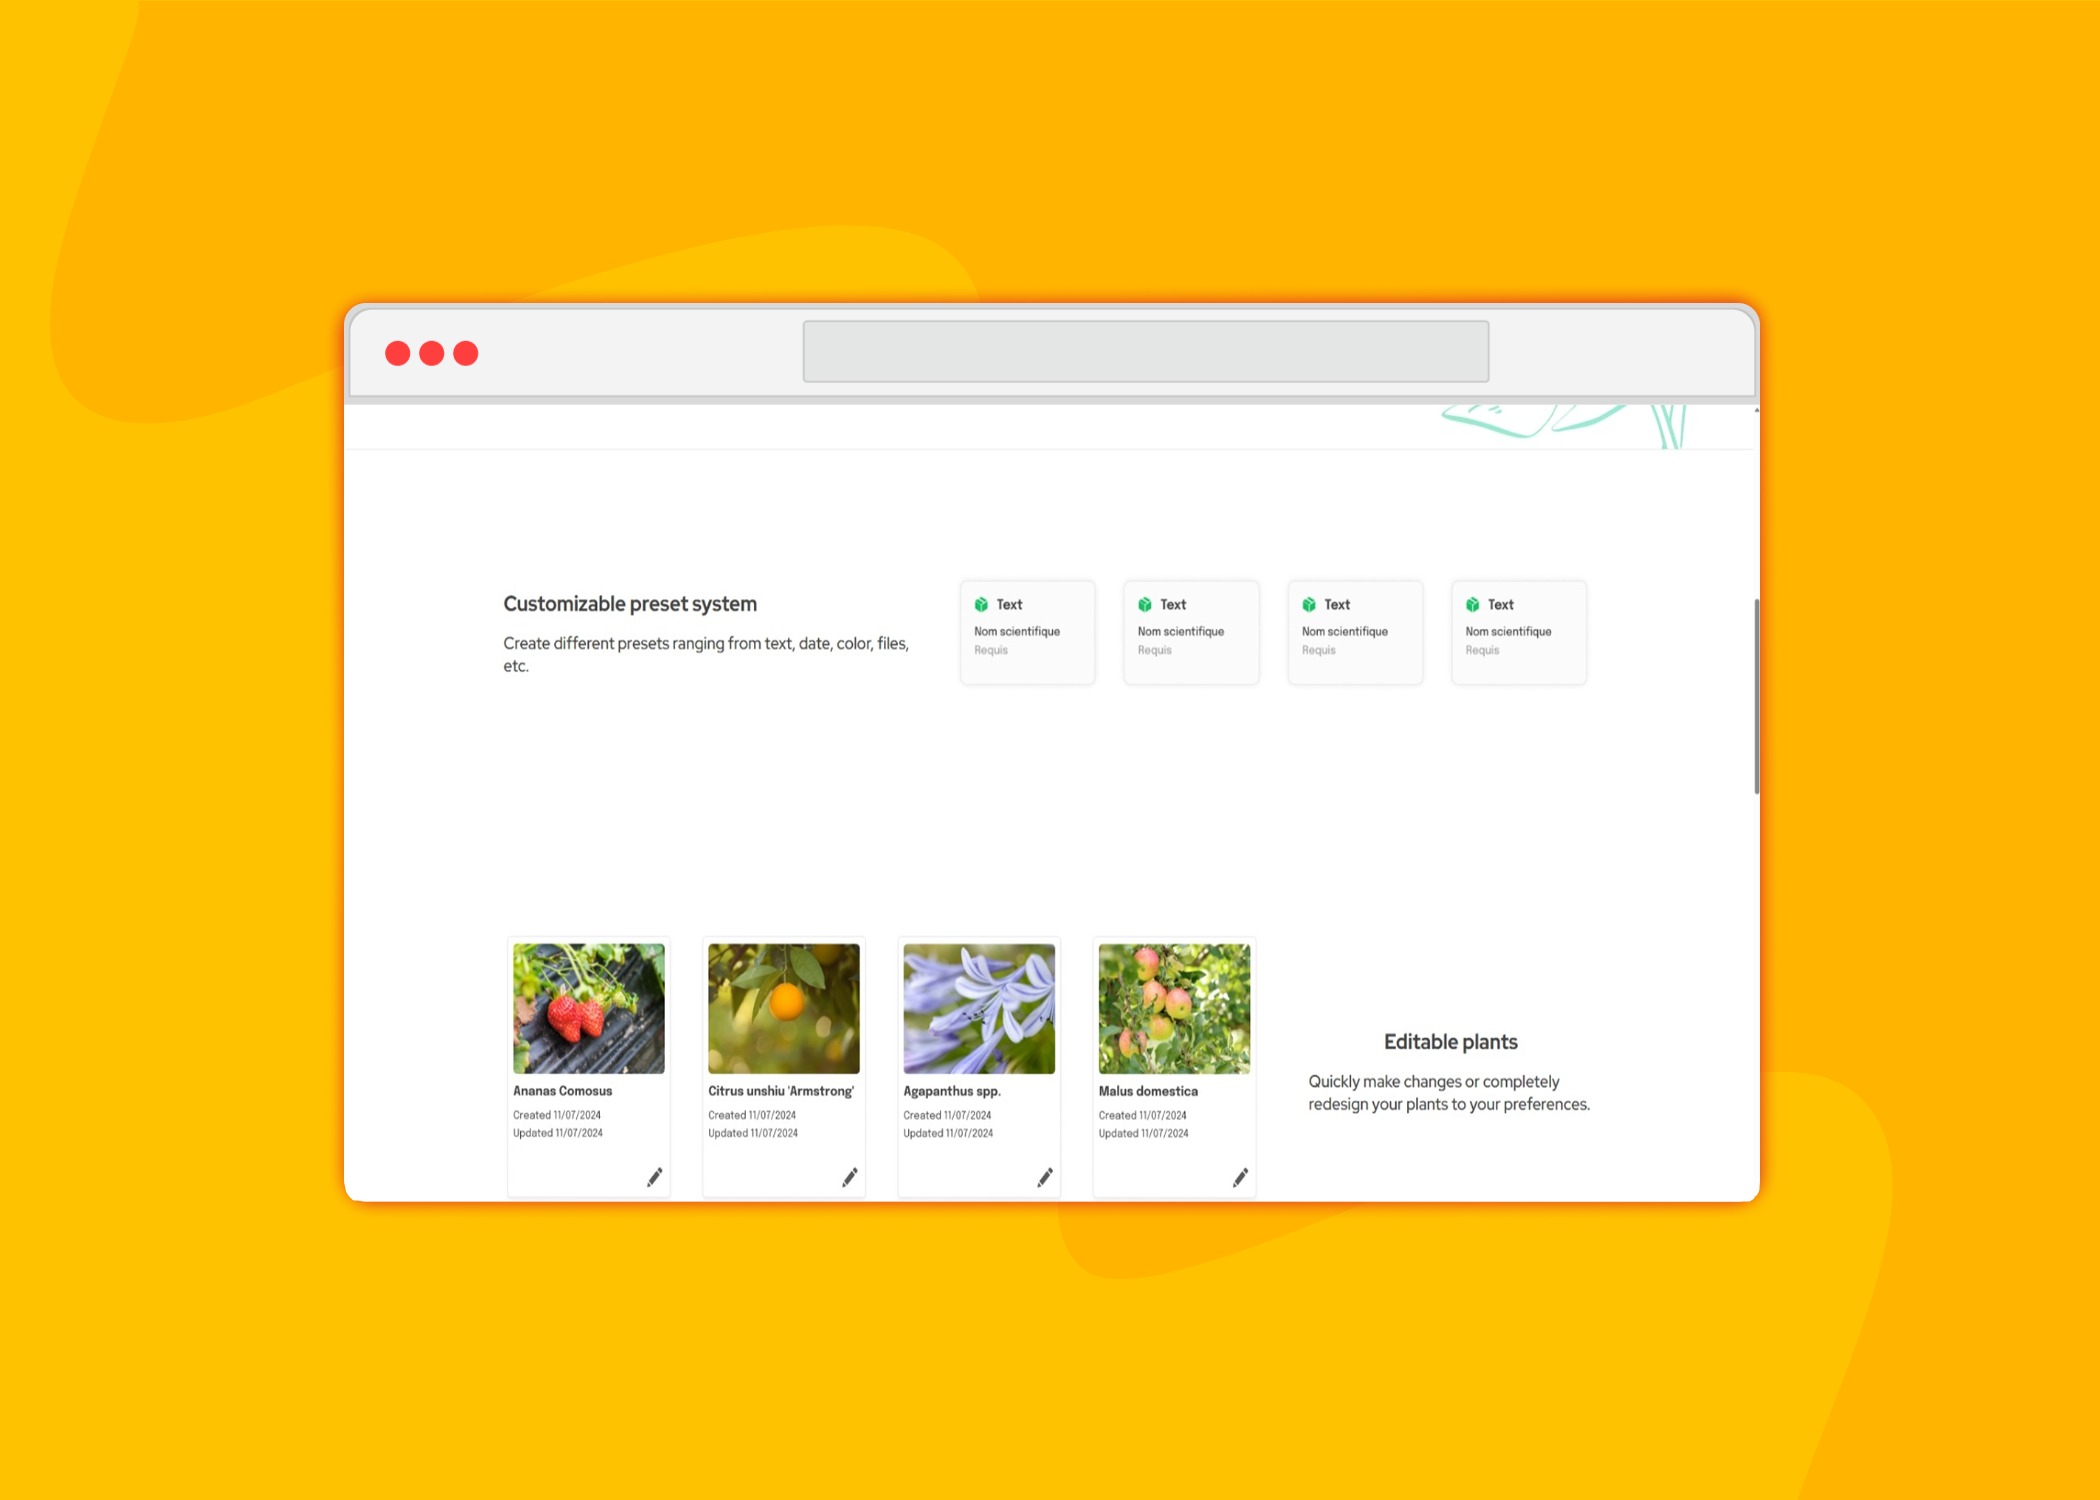 Customizable preset system
Create different presets ranging from text, date, color, files,
etc.
Text
Nom scientifique
Requis
Text
Nom scientifique
Requis
Text
Nom scientifique
Requis
Text
Nom scientifique
Requis
Ananas Comosus
Created 11/07/2024
Updated 11/07/2024
Citrus unshiu 'Armstrong'
Created 11/07/2024
Updated 11/07/2024
Agapanthus spp.
Created 11/07/2024
Updated 11/07/2024
Malus domestica
Created 11/07/2024
Updated 11/07/2024
Editable plants
Quickly make changes or completely
redesign your plants to your preferences.